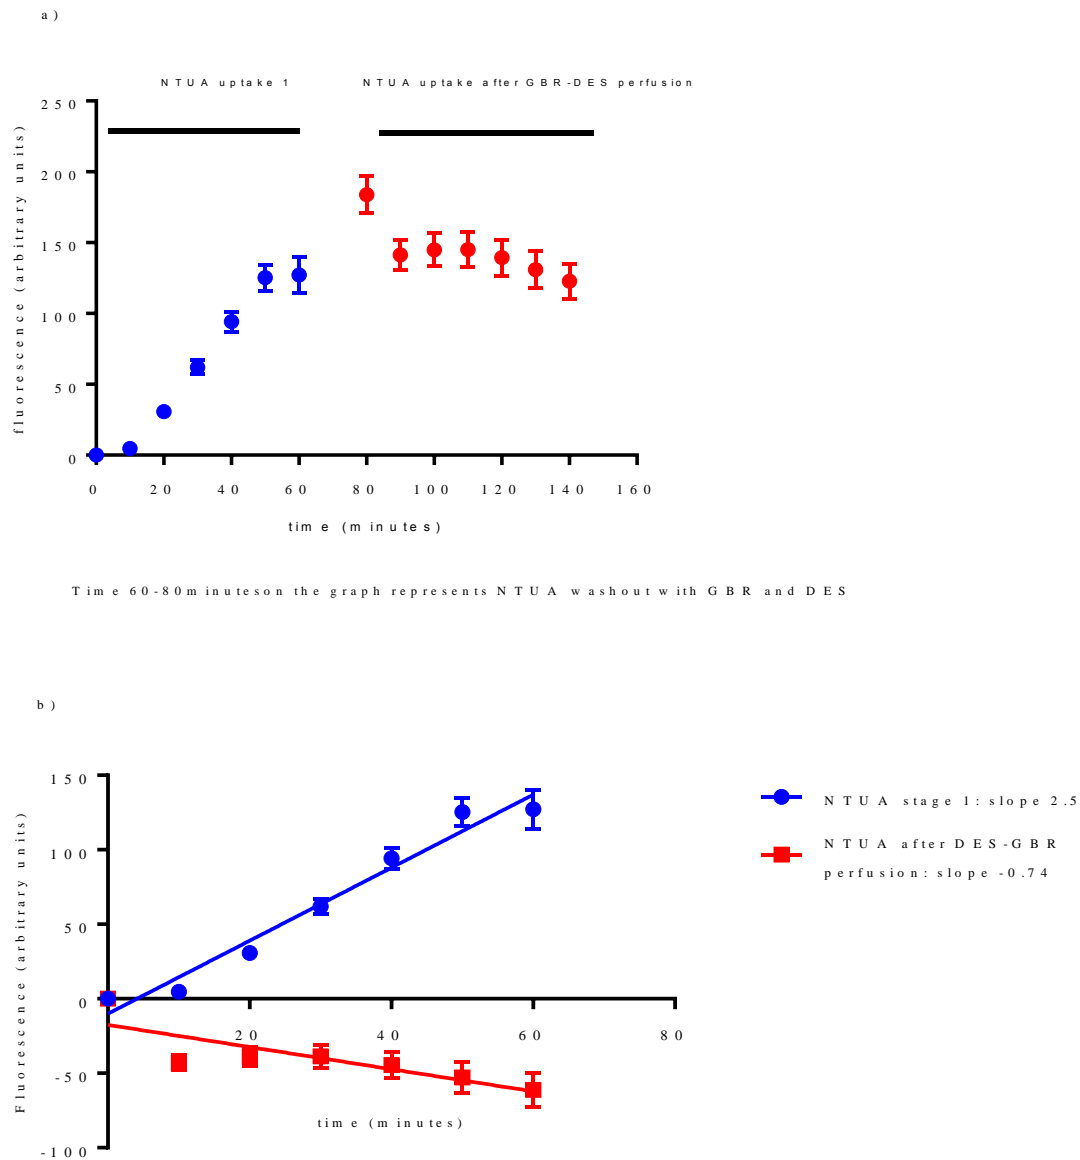 a)
NTUA uptake 1 NTUA uptake after GBR-DES perfusion
250
200
150
100
50
0
fluorescence (arbitrary units)
0 20 40 60 80 100 120 140 160
time (minutes)
Time 60-80minuteson the graph represents NTUA washout with GBR and DES
b)
150
100
50
0
-50
-100
Fluorescence (arbitrary units)
20 40 60 80
time (minutes)
NTUA stage 1: slope 2.5
NTUA after DES-GBR
perfusion: slope -0.74